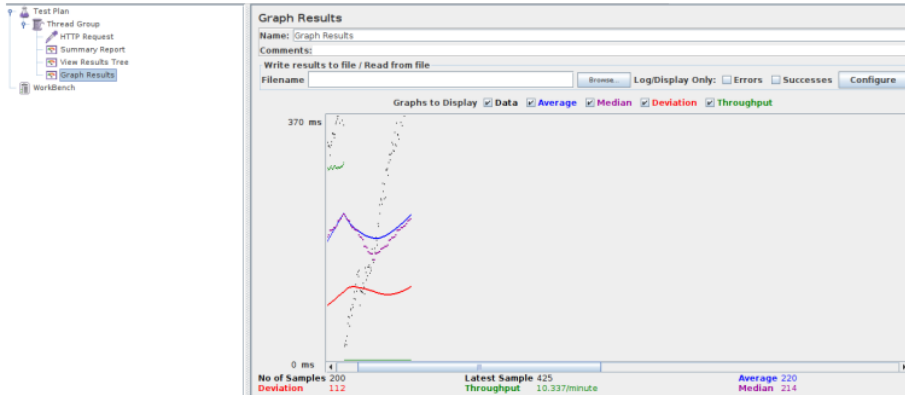 Test Plan
Thread Group
HTTP Request
Summary Report
View Results Tree
Graph Results
WorkBench
Graph Results
Name: Graph Results
Comments:
Write results to file / Read from file
Filename Browse... Log/Display Only: Errors Successes Configure
Graphs to Display Data Average Median Deviation Throughput
370 ms
0 ms
No of Samples 200 Latest Sample 425 Average 220
Deviation 112 Throughput 10.337/minute Median 214